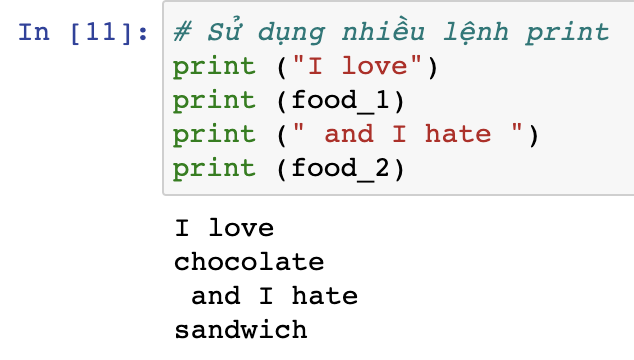 In [11]: # Sử dụng nhiều lệnh print
print ("I love")
print (food_1)
print (" and I hate ")
print (food_2)
I love
chocolate
 and I hate
sandwich